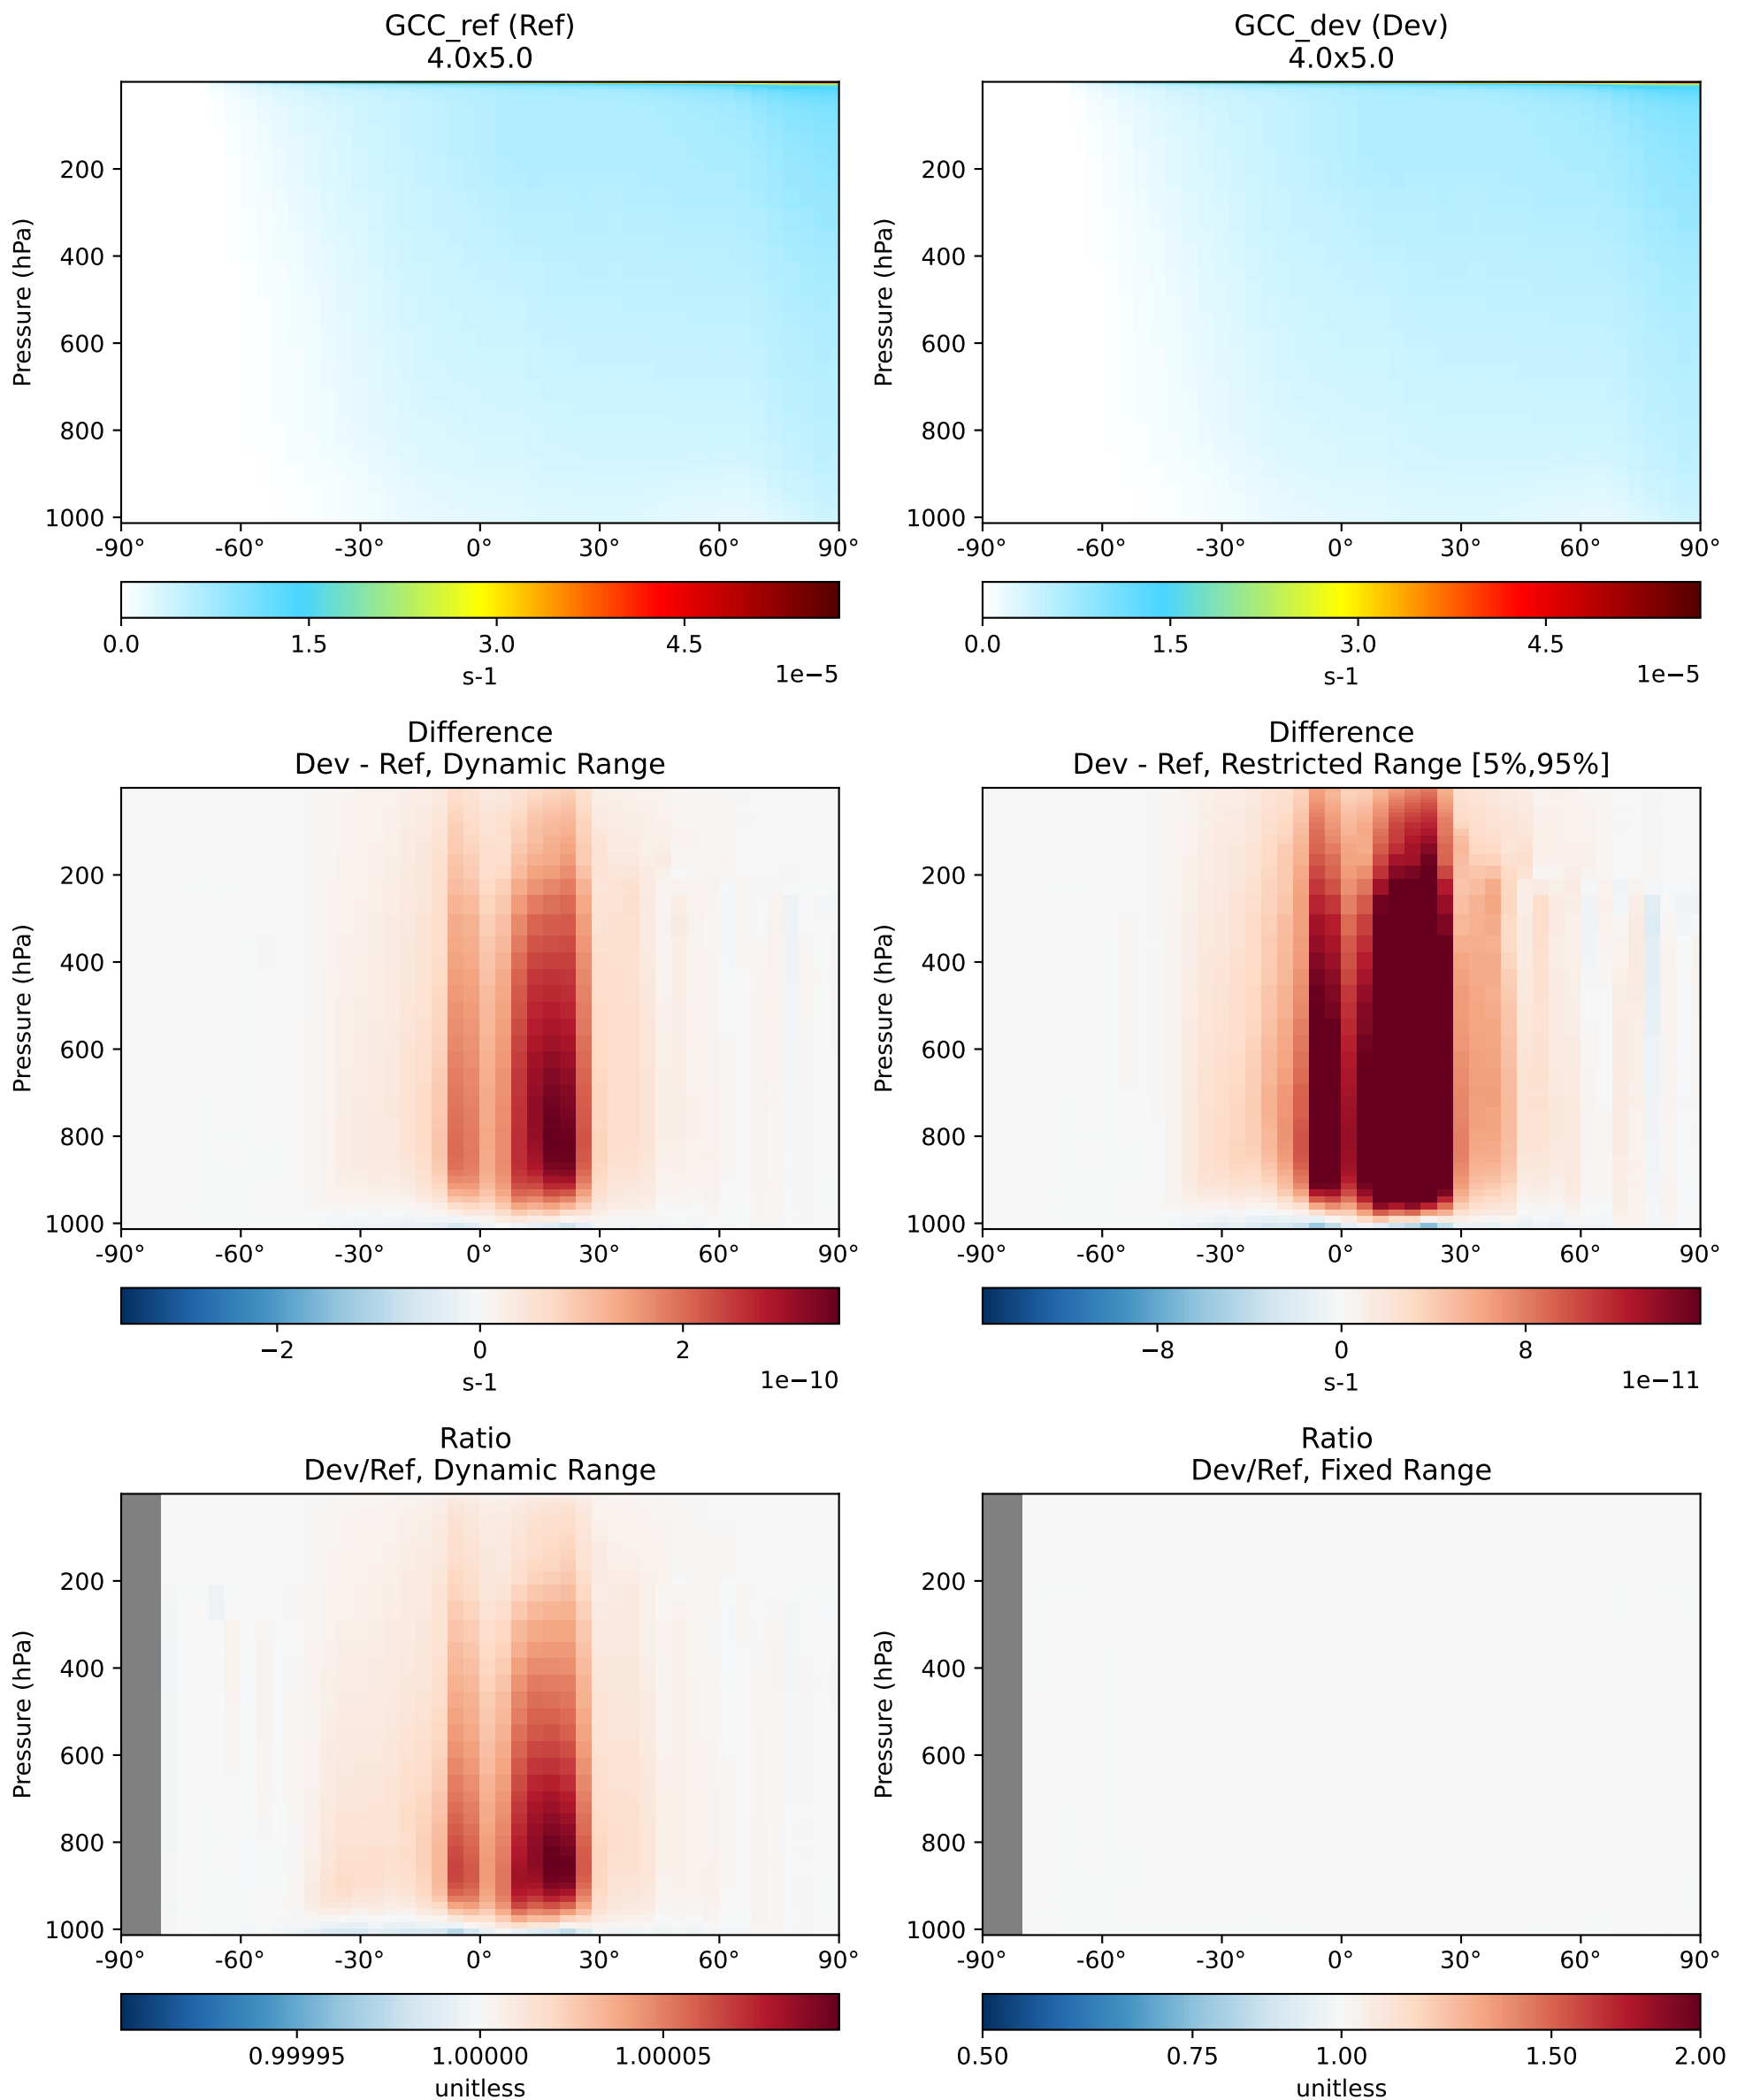 GCC_ref (Ref)
4.0x5.0
GCC_dev (Dev)
4.0x5.0
Pressure (hPa)
200
400
600
800
1000
-90° -60° -30° 0° 30° 60° 90°
Pressure (hPa)
200
400
600
800
1000
-90° -60° -30° 0° 30° 60° 90°
0.0 1.5 3.0 4.5
s-1 1e−5
0.0 1.5 3.0 4.5
s-1 1e−5
Difference
Dev - Ref, Dynamic Range
Difference
Dev - Ref, Restricted Range [5%,95%]
Pressure (hPa)
200
400
600
800
1000
-90° -60° -30° 0° 30° 60° 90°
Pressure (hPa)
200
400
600
800
1000
-90° -60° -30° 0° 30° 60° 90°
−2 0 2
s-1 1e−10
−8 0 8
s-1 1e−11
Ratio
Dev/Ref, Dynamic Range
Ratio
Dev/Ref, Fixed Range
Pressure (hPa)
200
400
600
800
1000
-90° -60° -30° 0° 30° 60° 90°
Pressure (hPa)
200
400
600
800
1000
-90° -60° -30° 0° 30° 60° 90°
0.99995 1.00000 1.00005
unitless
0.50 0.75 1.00 1.50 2.00
unitless